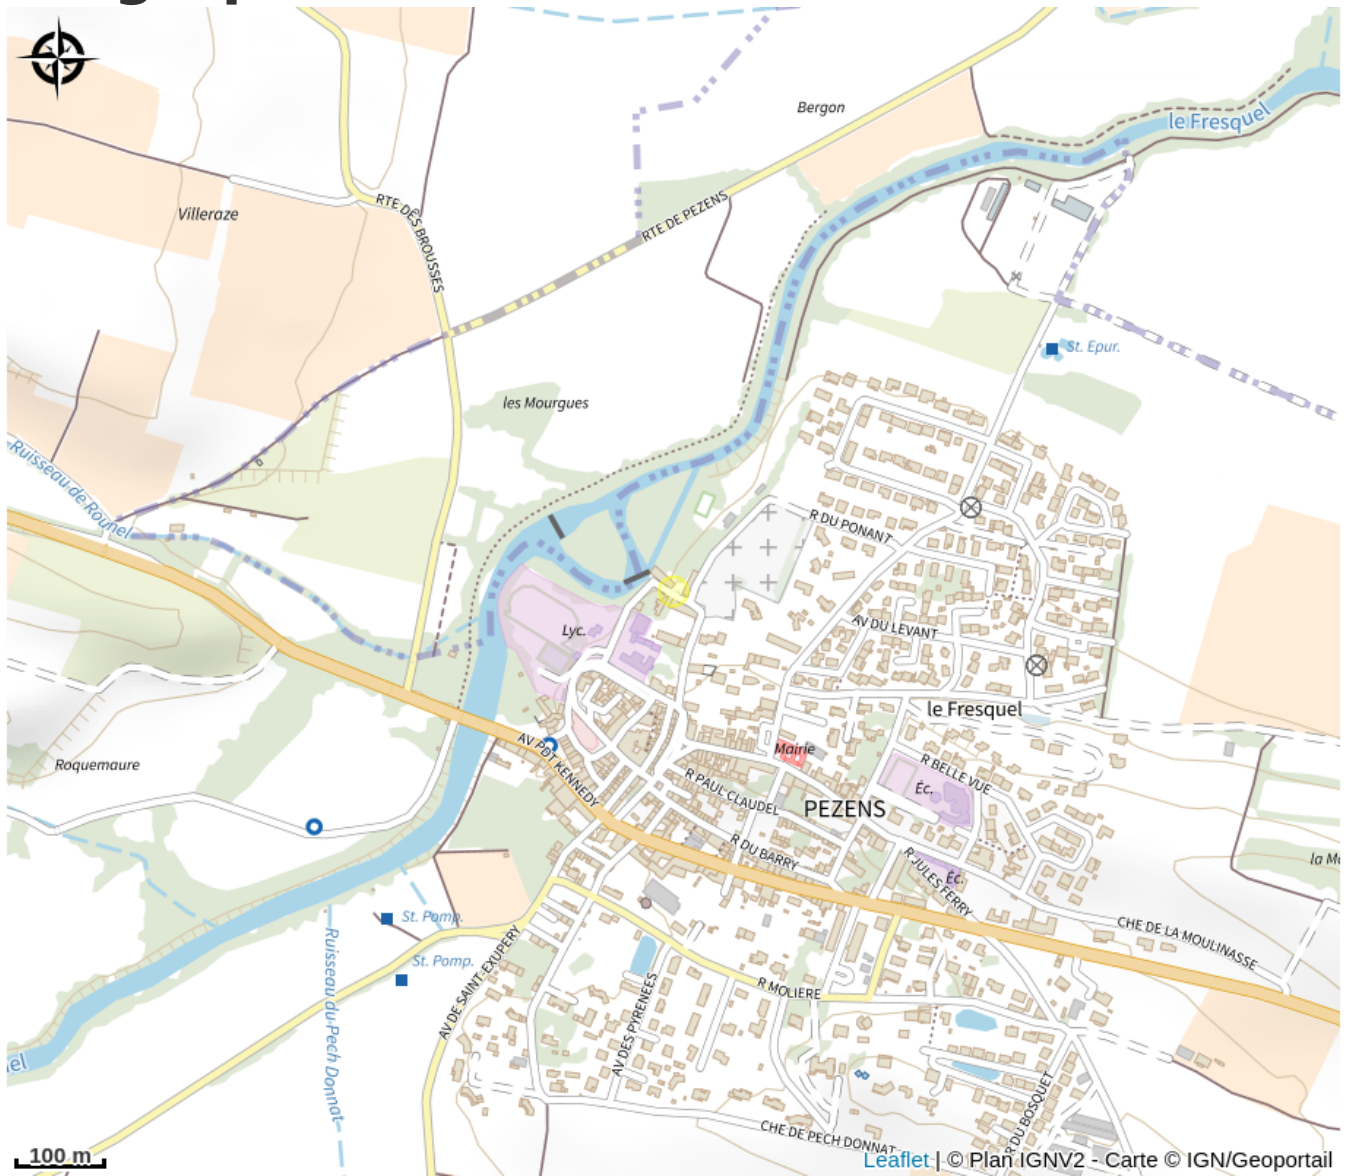 Bergon
le Fresquel
Villeraze
RTE DES BROUSSES
RTE DE PEZENS
St. Epur.
les Mourgues
Ruisseau de Rounel
R DU PONANT
Lyc.
AV DU LEVANT
le Fresquel
AV PDT KENNEDY
Mairie
Roquemaure
R BELLE VUE
R PAUL CLAUDEL
Éc.
PEZENS
R DU BARRY
R JULES FERRY
Éc.
la M
St. Pomp.
CHE DE LA MOULINASSE
St. Pomp.
Ruisseau du Pech Donnat
AV DE SAINT-EXUPERY
AV DES PYRENEES
R MOLIERE
el
R DU BOSQUET
CHE DE PECH DONNAT
100 m
Leaflet | © Plan IGNV2 - Carte © IGN/Geoportail